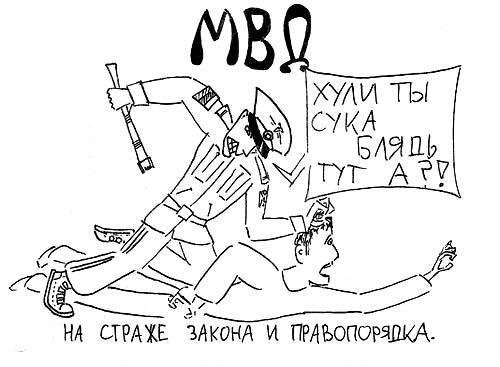 МВД
ХУЛИ ТЫ
СУКА
БЛЯДЬ
ТУТ А?!
НА СТРАЖЕ ЗАКОНА И ПРАВОПОРЯДКА.